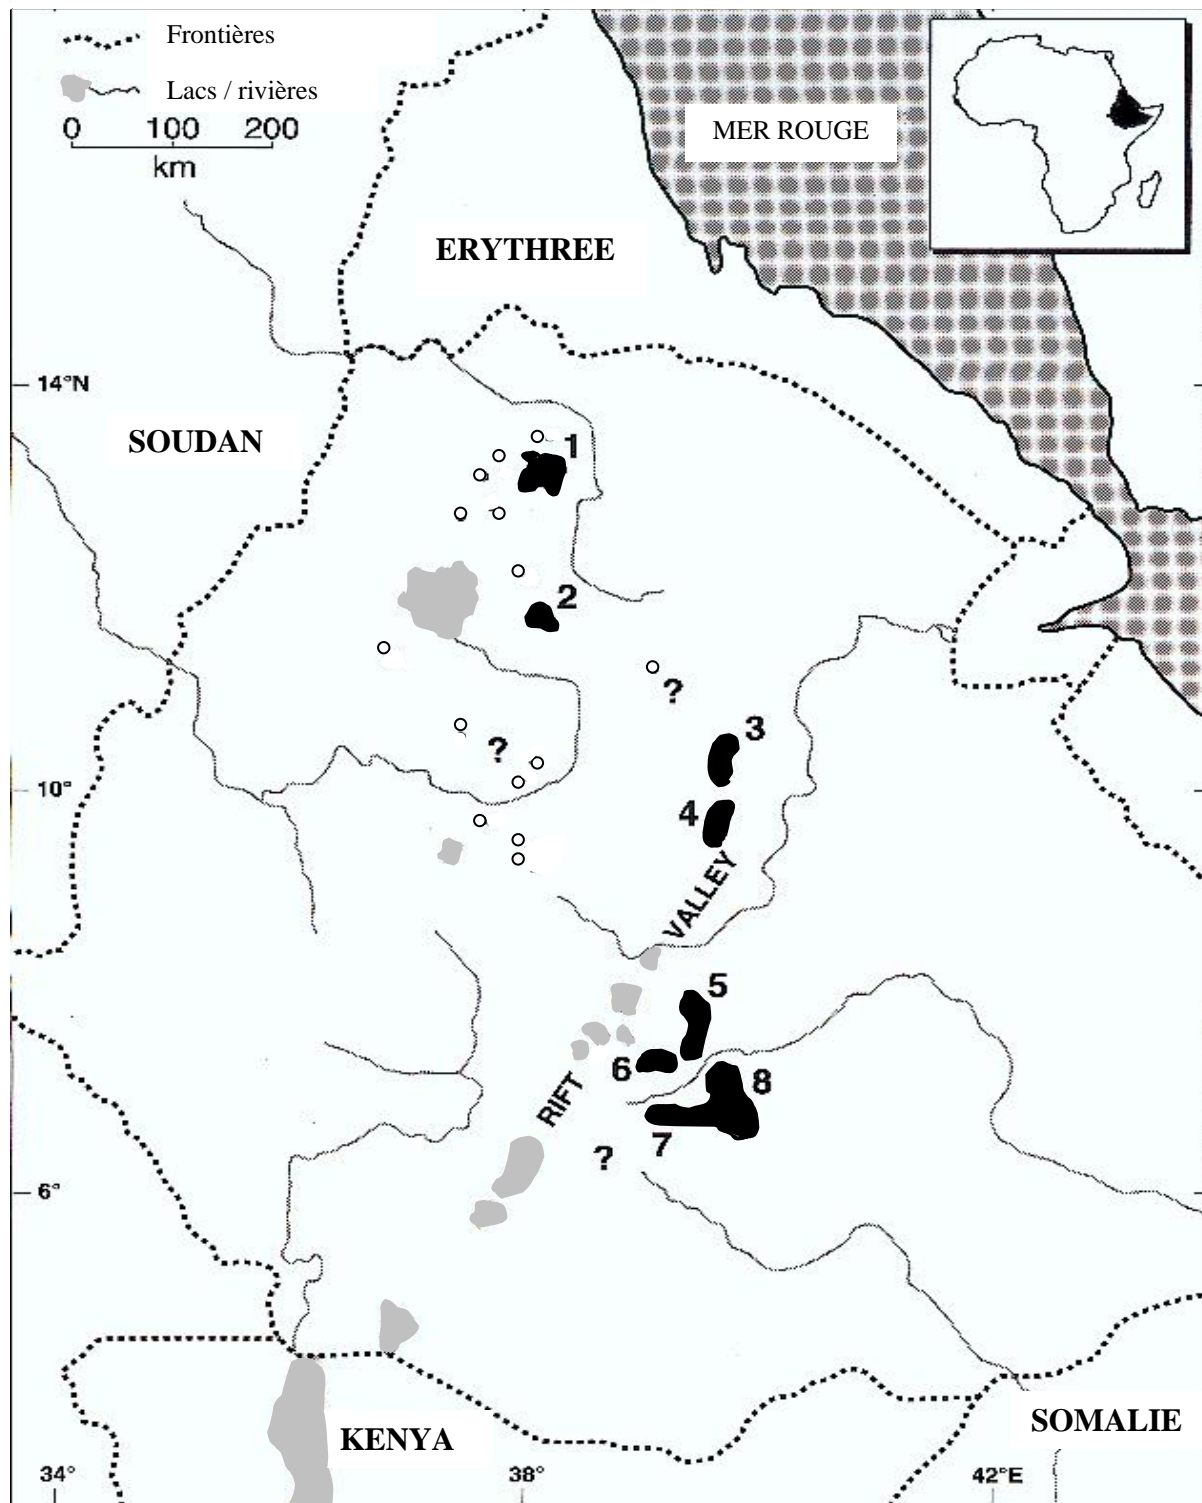 Frontières
Lacs / rivières
0 100 200
km
MER ROUGE
ERYTHREE
14°N
SOUDAN
1
2
?
3
?
10°
4
VALLEY
5
6
8
RIFT
7
?
6°
SOMALIE
KENYA
34° 38° 42°E